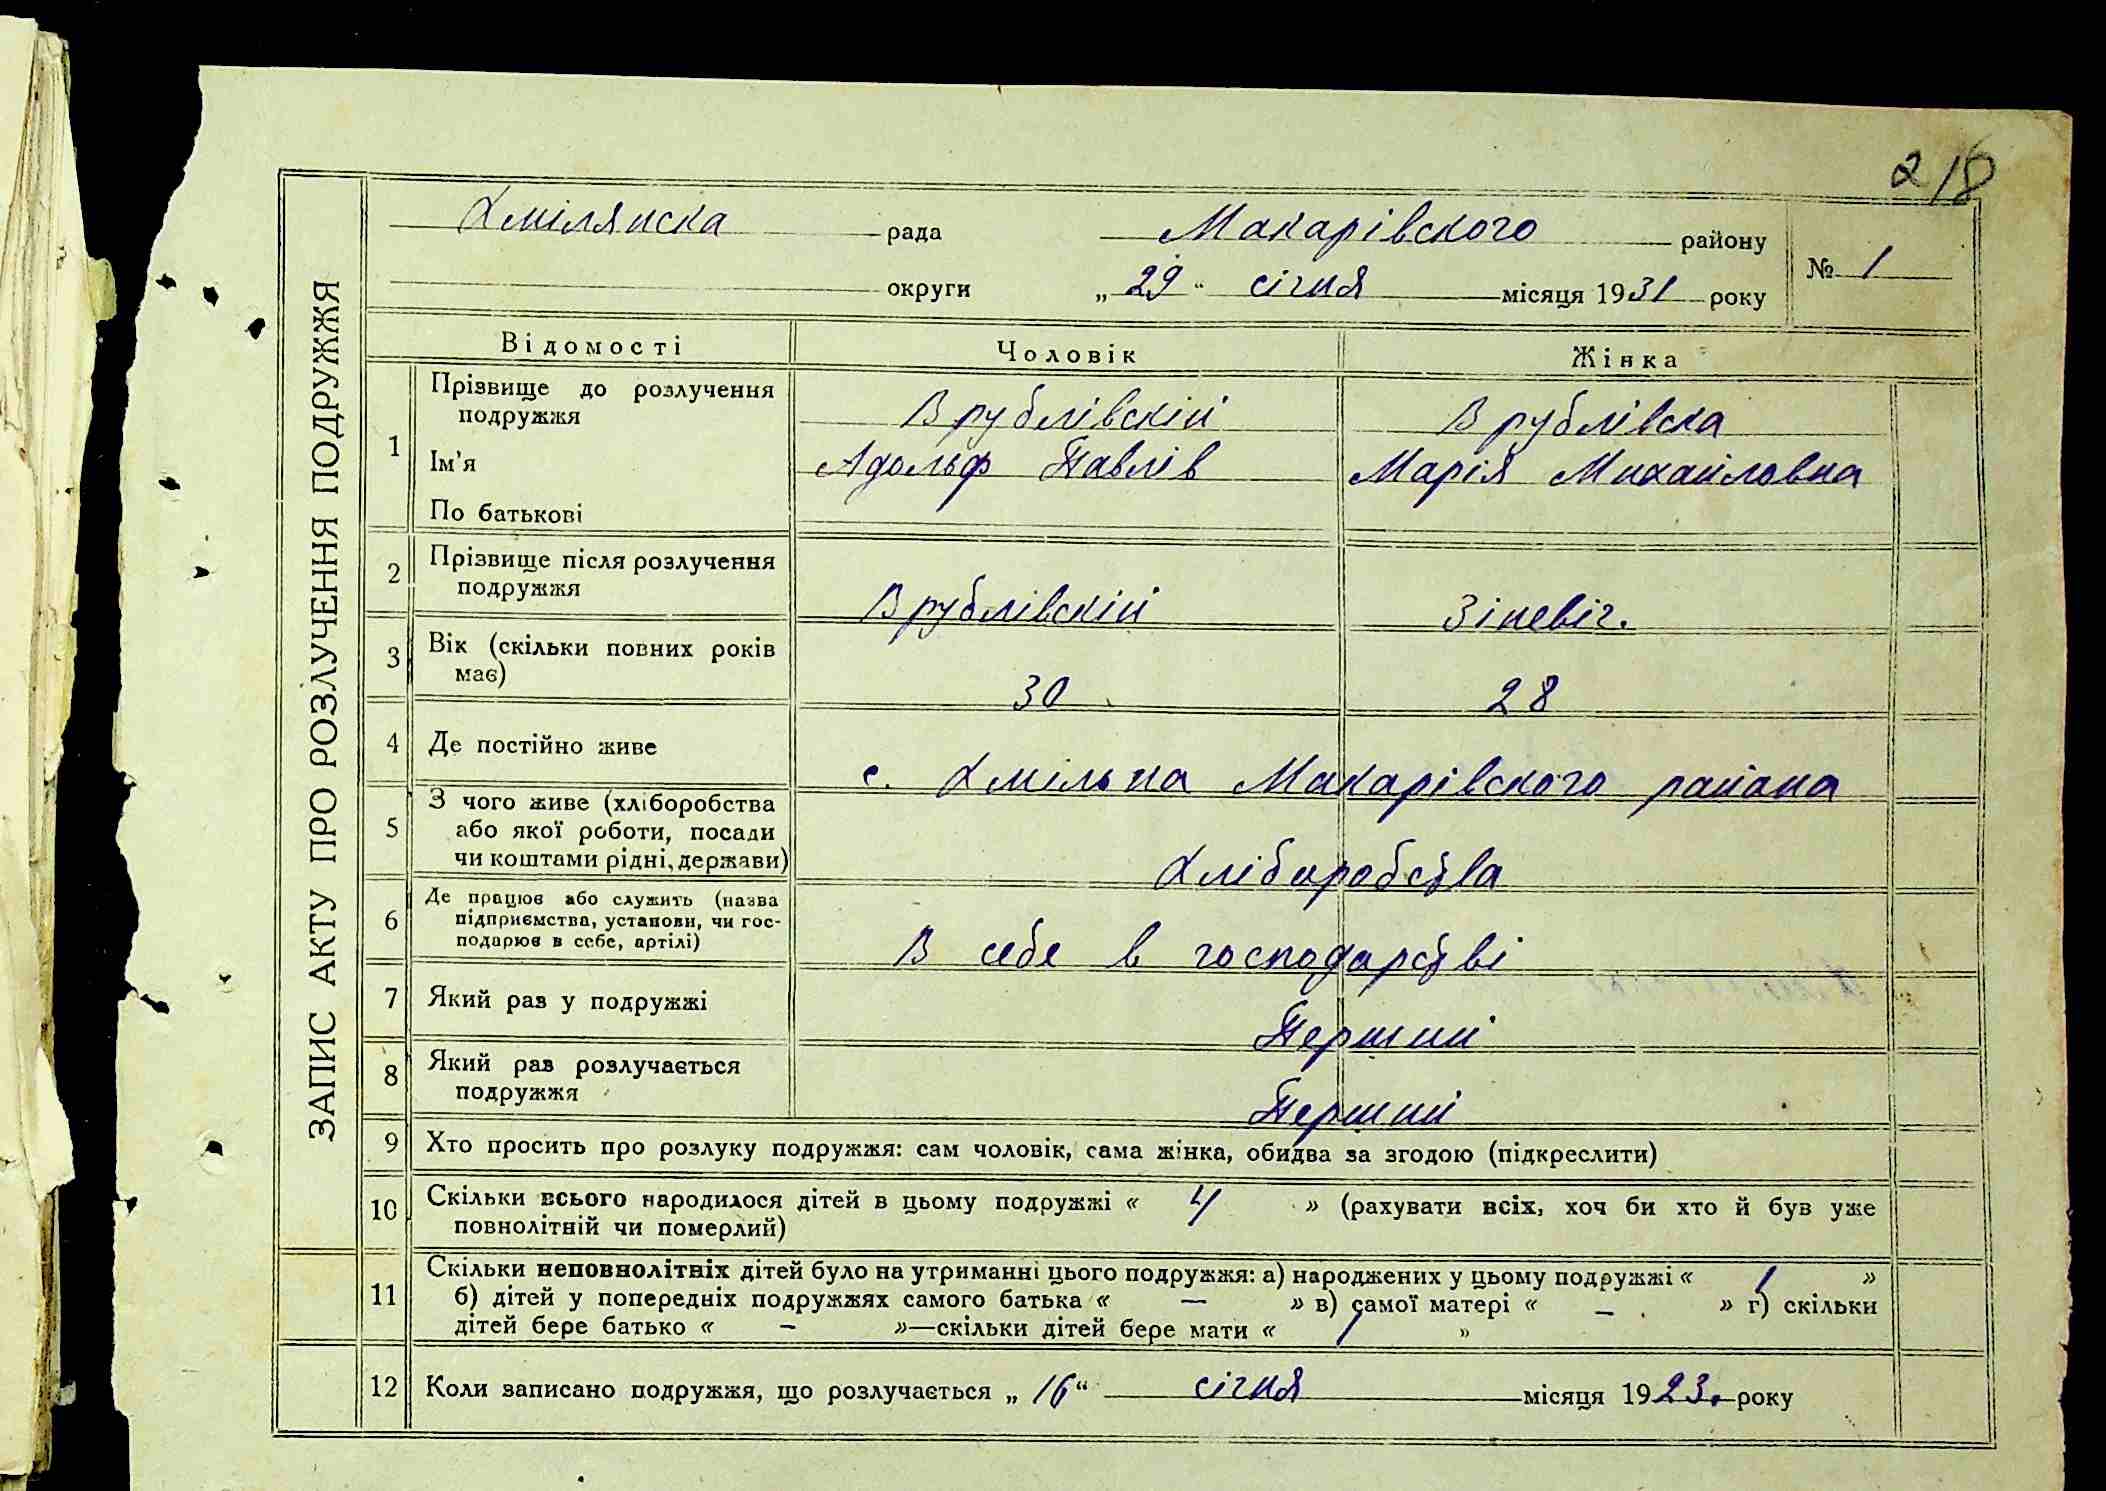 218
ЗАПИС АКТУ ПРО РОЗЛУЧЕННЯ ПОДРУЖЖЯ
Хмілянска рада Макарівского району № 1
округи „29“ січня місяця 1931 року
Відомості Чоловік Жінка
1 Прізвище до розлучення подружжя Врублівскій Врублівска
Ім'я Адольф Павлів Марія Михайловна
По батькові
2 Прізвище після розлучення подружжя Врублівскій Зіневіч.
3 Вік (скільки повних років має) 30 28
4 Де постійно живе с. Хмільна Макарівского района
5 З чого живе (хліборобства або якої роботи, посади чи коштами рідні, держави) Хліборобства
6 Де працює або служить (назва підприємства, установи, чи господарює в себе, артілі) В себе в господарстві
7 Який раз у подружжі Перший
8 Який раз розлучається подружжя Перший
9 Хто просить про розлуку подружжя: сам чоловік, сама жінка, обидва за згодою (підкреслити)
10 Скільки всього народилося дітей в цьому подружжі « 4 » (рахувати всіх, хоч би хто й був уже
повнолітній чи померлий)
11 Скільки неповнолітніх дітей було на утриманні цього подружжя: а) народжених у цьому подружжі « 1 »
б) дітей у попередніх подружжях самого батька « — » в) самої матері « — » г) скільки
дітей бере батько « — »—скільки дітей бере мати « 1 »
12 Коли записано подружжя, що розлучається „16“ січня місяця 1923. року